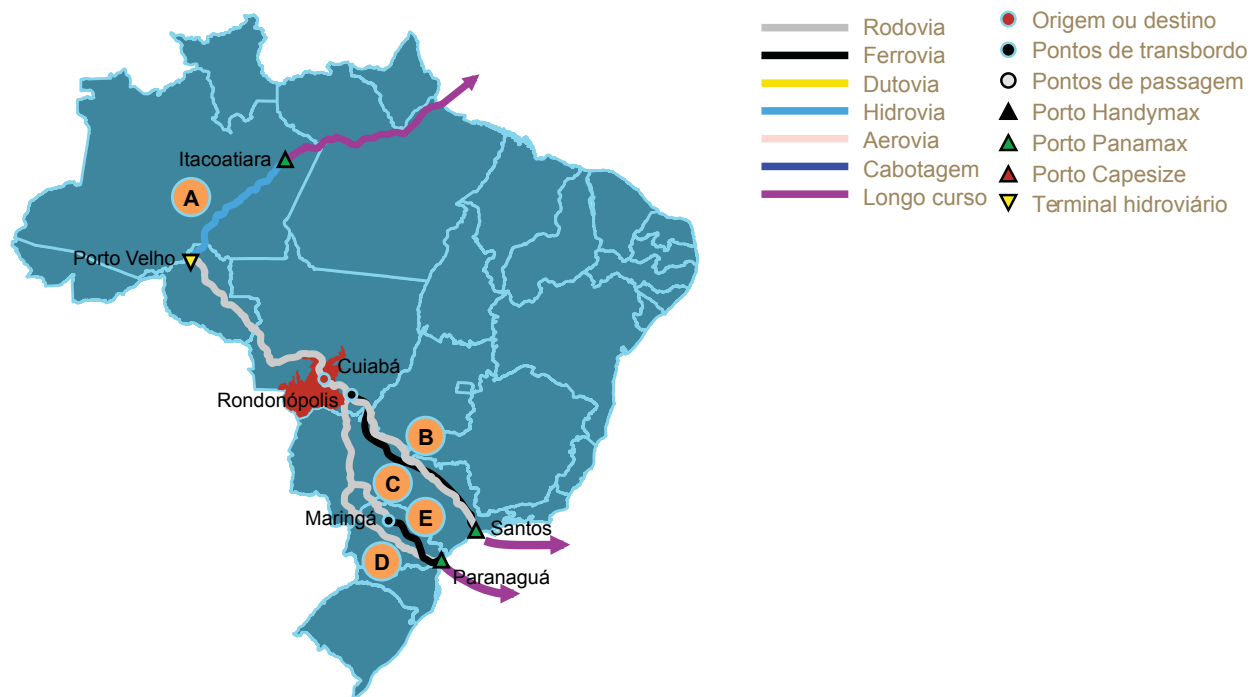 Itacoatiara
A
Porto Velho
Cuiabá
Rondonópolis
B
C
E
Maringá
Santos
D
Paranaguá
Rodovia
Ferrovia
Dutovia
Hidrovia
Aerovia
Cabotagem
Longo curso
Origem ou destino
Pontos de transbordo
Pontos de passagem
Porto Handymax
Porto Panamax
Porto Capesize
Terminal hidroviário